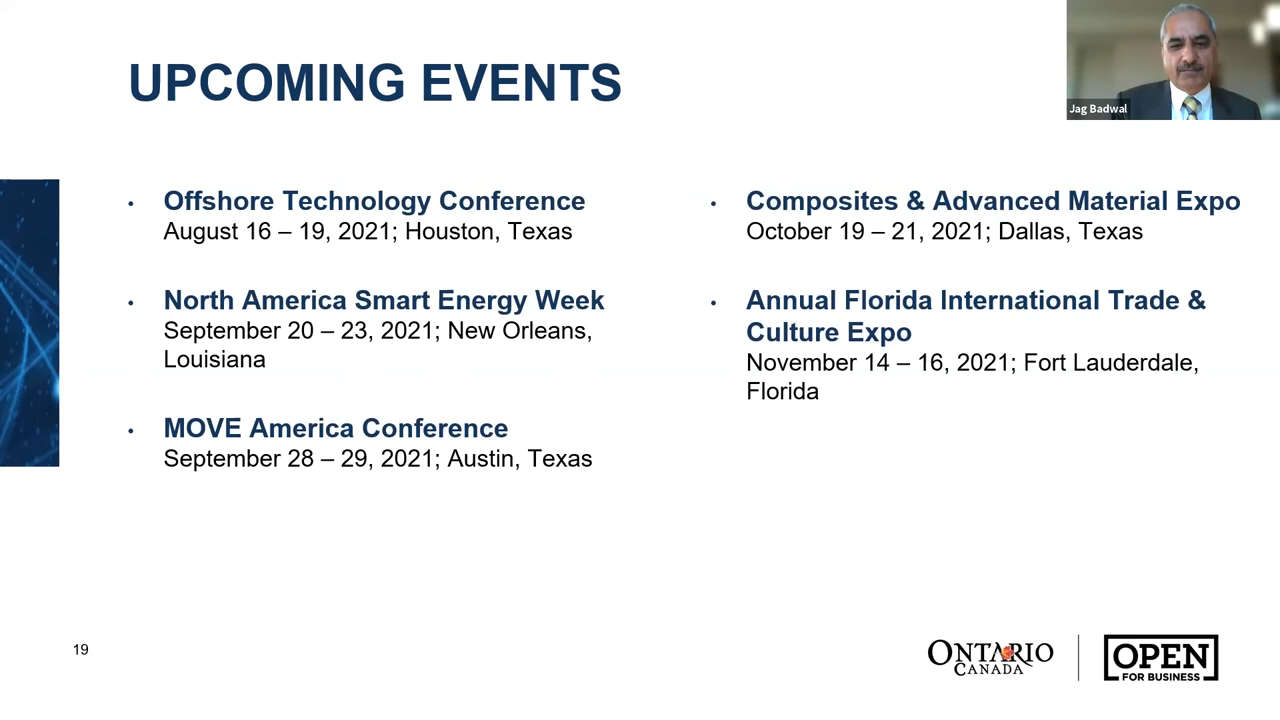 UPCOMING EVENTS
Jag Badwal
• Offshore Technology Conference
August 16 – 19, 2021; Houston, Texas
• North America Smart Energy Week
September 20 – 23, 2021; New Orleans,
Louisiana
• MOVE America Conference
September 28 – 29, 2021; Austin, Texas
• Composites & Advanced Material Expo
October 19 – 21, 2021; Dallas, Texas
• Annual Florida International Trade &
Culture Expo
November 14 – 16, 2021; Fort Lauderdale,
Florida
19
ONTARIO
CANADA
OPEN
FOR BUSINESS